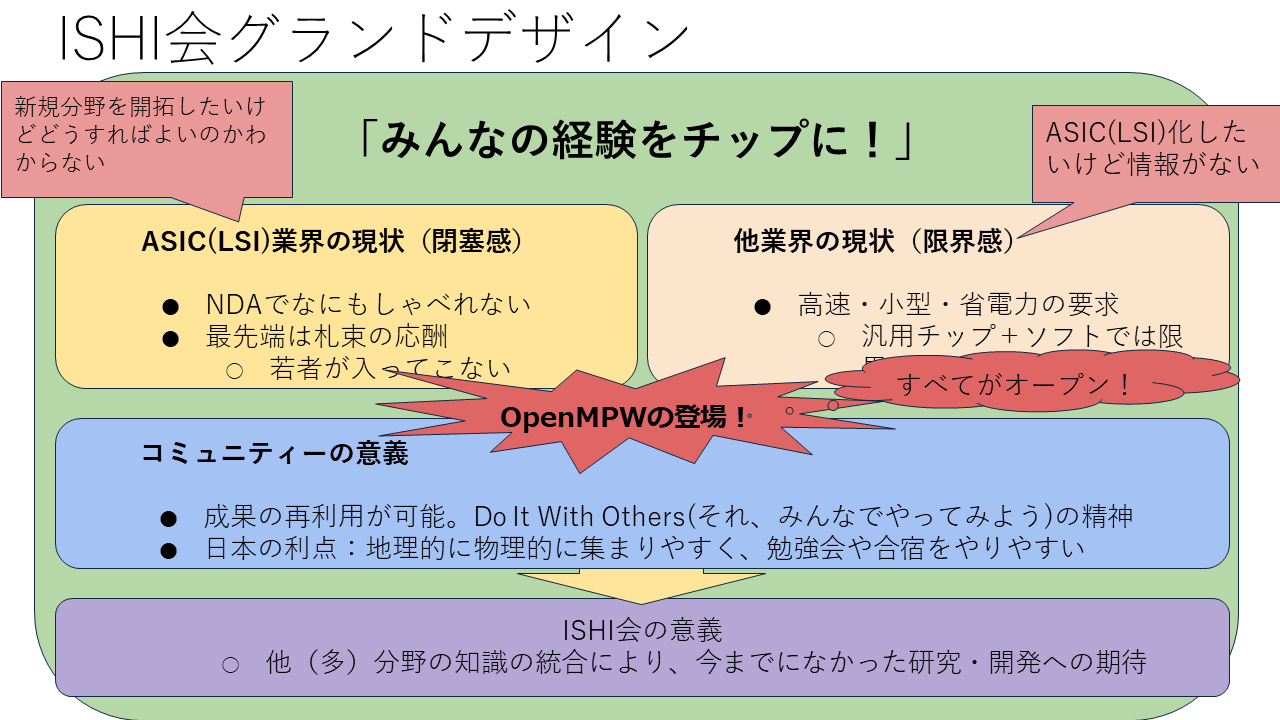 ISHI会グランドデザイン
新規分野を開拓したいけ
どどうすればよいのかわ
からない
「みんなの経験をチップに！」
ASIC(LSI)化した
いけど情報がない
ASIC(LSI)業界の現状（閉塞感）
● NDAでなにもしゃべれない
● 最先端は札束の応酬
○ 若者が入ってこない
他業界の現状（限界感）
● 高速・小型・省電力の要求
○ 汎用チップ＋ソフトでは限
すべてがオープン！
OpenMPWの登場！
コミュニティーの意義
● 成果の再利用が可能。Do It With Others(それ、みんなでやってみよう)の精神
● 日本の利点：地理的に物理的に集まりやすく、勉強会や合宿をやりやすい
ISHI会の意義
○ 他（多）分野の知識の統合により、今までになかった研究・開発への期待